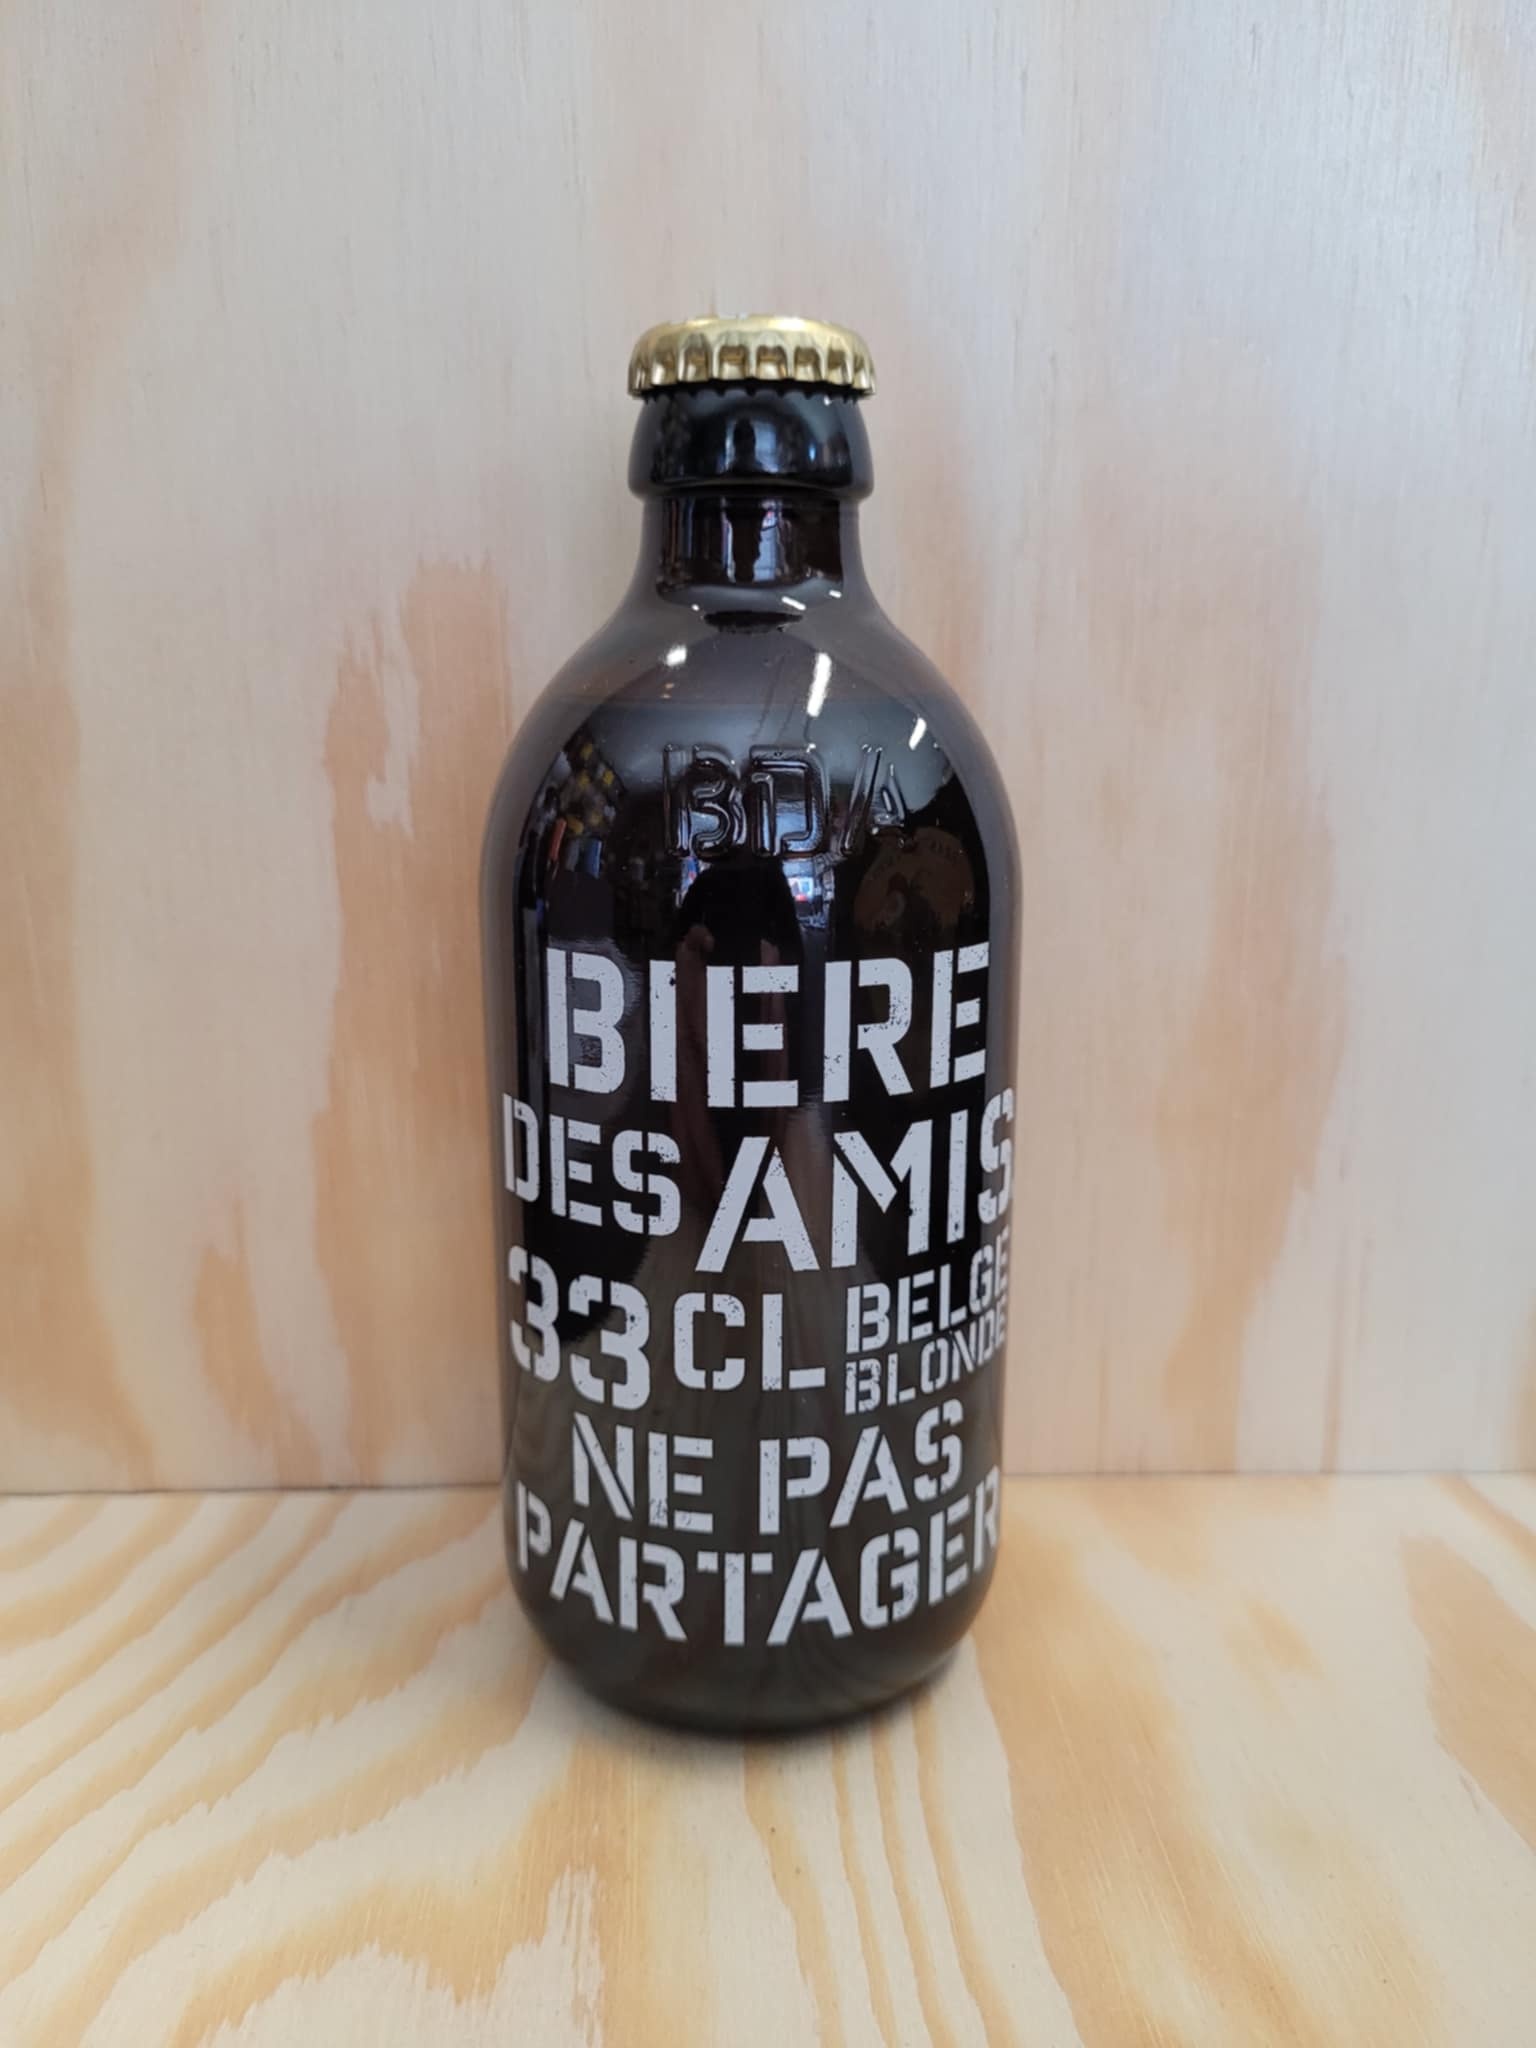 BDA
BIERE
DES AMIS
33 CL BELGE
BLONDE
NE PAS
PARTAGER